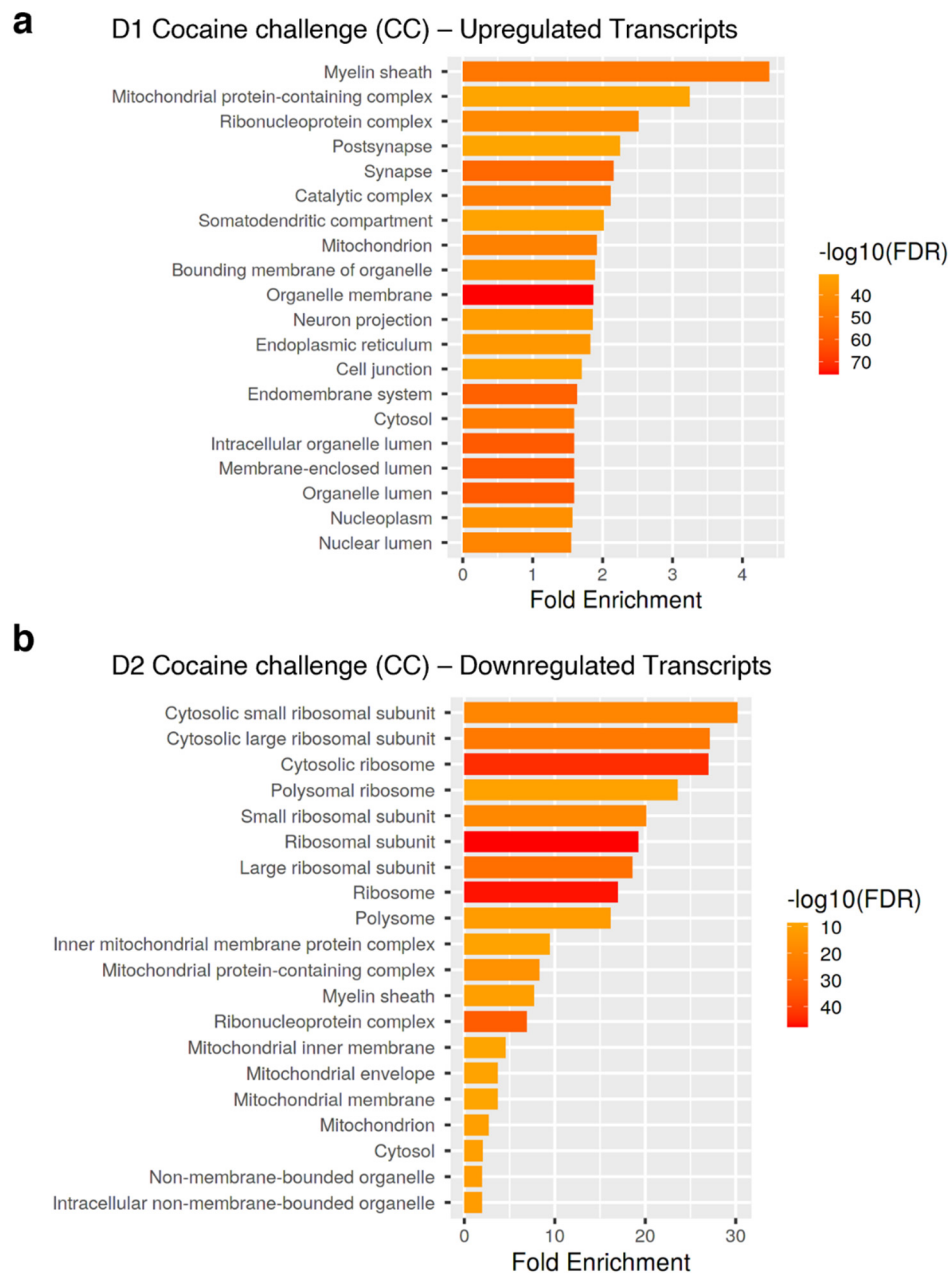 a
D1 Cocaine challenge (CC) – Upregulated Transcripts
Myelin sheath
Mitochondrial protein-containing complex
Ribonucleoprotein complex
Postsynapse
Synapse
Catalytic complex
Somatodendritic compartment
Mitochondrion
Bounding membrane of organelle
Organelle membrane
Neuron projection
Endoplasmic reticulum
Cell junction
Endomembrane system
Cytosol
Intracellular organelle lumen
Membrane-enclosed lumen
Organelle lumen
Nucleoplasm
Nuclear lumen
0 1 2 3 4
Fold Enrichment
-log10(FDR)
40
50
60
70
b
D2 Cocaine challenge (CC) – Downregulated Transcripts
Cytosolic small ribosomal subunit
Cytosolic large ribosomal subunit
Cytosolic ribosome
Polysomal ribosome
Small ribosomal subunit
Ribosomal subunit
Large ribosomal subunit
Ribosome
Polysome
Inner mitochondrial membrane protein complex
Mitochondrial protein-containing complex
Myelin sheath
Ribonucleoprotein complex
Mitochondrial inner membrane
Mitochondrial envelope
Mitochondrial membrane
Mitochondrion
Cytosol
Non-membrane-bounded organelle
Intracellular non-membrane-bounded organelle
0 10 20 30
Fold Enrichment
-log10(FDR)
10
20
30
40